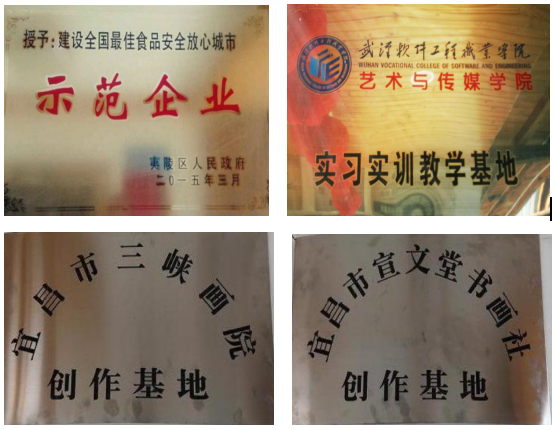 授予：建设全国最佳食品安全放心城市
示范企业
夷陵区人民政府
二〇一五年三月
武汉软件工程职业学院
WUHAN VOCATIONAL COLLEGE OF SOFTWARE AND ENGINEERING
艺术与传媒学院
实习实训教学基地
宜昌市三峡画院
创作基地
宜昌市宣文堂书画社
创作基地